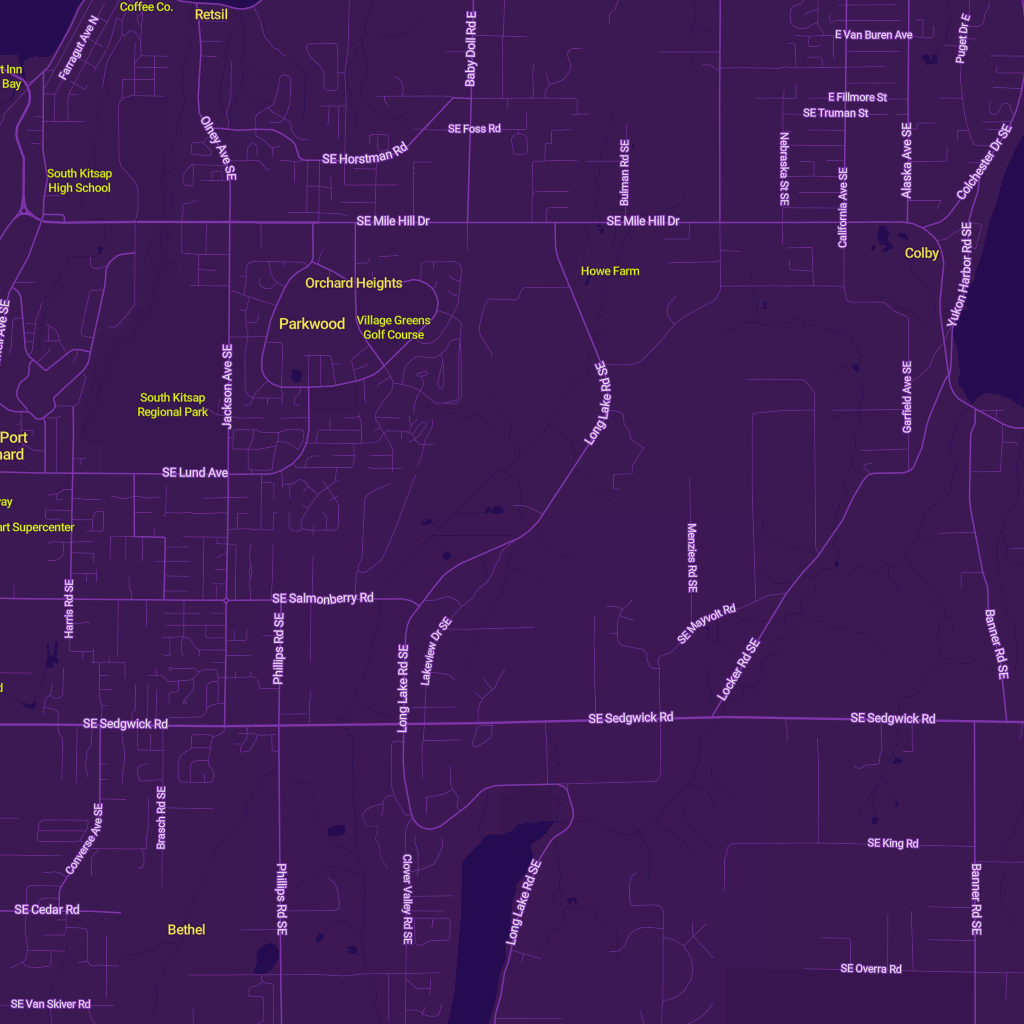 Coffee Co.
Retsil
Farragut Ave N
Baby Doll Rd E
E Van Buren Ave
Puget Dr E
t Inn
Bay
E Fillmore St
SE Truman St
Olney Ave SE
SE Foss Rd
SE Horstman Rd
Bulman Rd SE
Nebraska St SE
California Ave SE
Alaska Ave SE
Colchester Dr SE
South Kitsap
High School
SE Mile Hill Dr
SE Mile Hill Dr
Colby
Yukon Harbor Rd SE
Howe Farm
Orchard Heights
Parkwood
Village Greens
Golf Course
Ave SE
Jackson Ave SE
Long Lake Rd SE
Garfield Ave SE
South Kitsap
Regional Park
Port
hard
SE Lund Ave
way
art Supercenter
Menzies Rd SE
Harris Rd SE
SE Salmonberry Rd
Phillips Rd SE
Lakeview Dr SE
Long Lake Rd SE
SE Mayvolt Rd
Locker Rd SE
Banner Rd SE
d
SE Sedgwick Rd
SE Sedgwick Rd
SE Sedgwick Rd
Converse Ave SE
Brasch Rd SE
SE King Rd
Phillips Rd SE
Clover Valley Rd SE
Long Lake Rd SE
Banner Rd SE
SE Cedar Rd
Bethel
SE Overra Rd
SE Van Skiver Rd